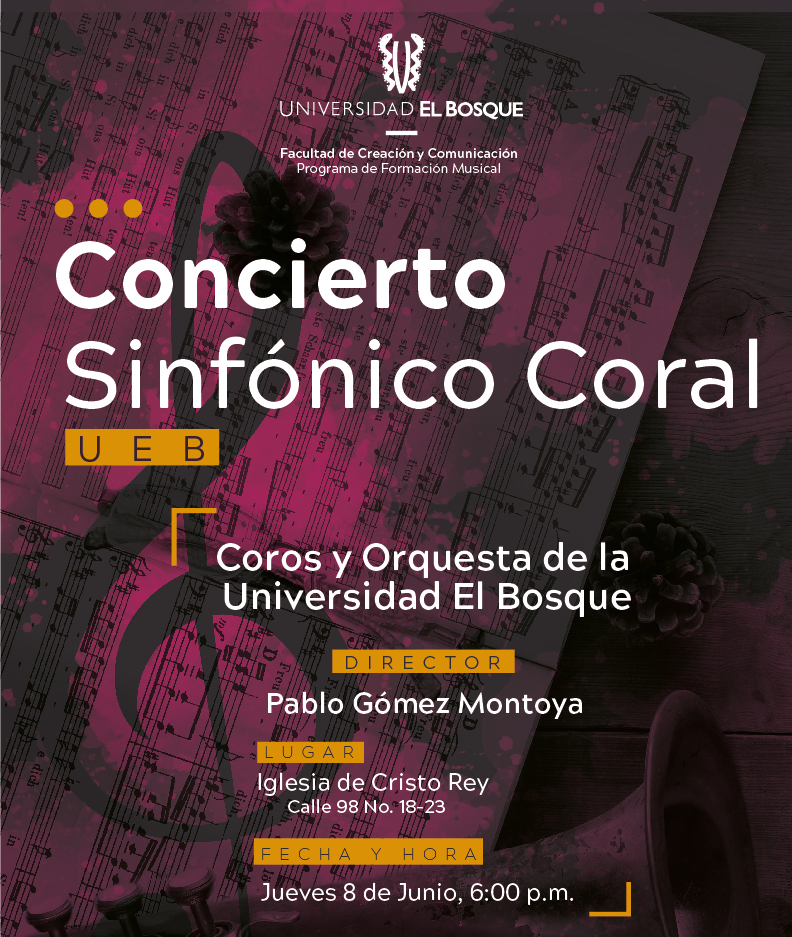 UNIVERSIDAD EL BOSQUE
Facultad de Creación y Comunicación
Programa de Formación Musical
Concierto
Sinfónico Coral
UEB
Coros y Orquesta de la
Universidad El Bosque
DIRECTOR
Pablo Gómez Montoya
LUGAR
Iglesia de Cristo Rey
Calle 98 No. 18-23
FECHA Y HORA
Jueves 8 de Junio, 6:00 p.m.